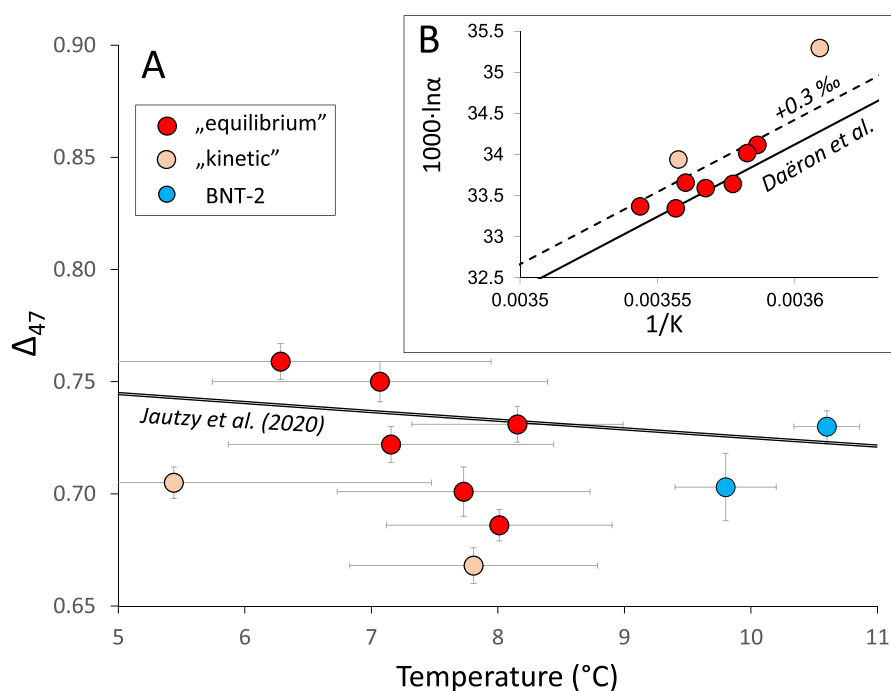 A
„equilibrium”
„kinetic”
BNT-2
0.90
0.85
0.80
0.75
0.70
0.65
Δ47
Jautzy et al. (2020)
5
6
7
8
9
10
11
Temperature (°C)
B
35.5
35
34.5
34
33.5
33
32.5
1000·lnα
+0.3 ‰
Daëron et al.
0.0035
0.00355
0.0036
1/K